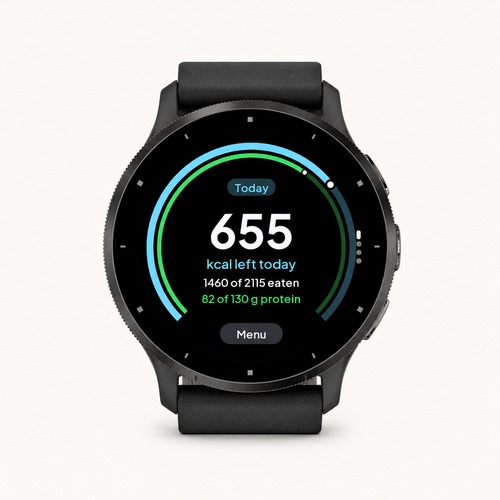 Today
655
kcal left today
1460 of 2115 eaten
82 of 130 g protein
Menu